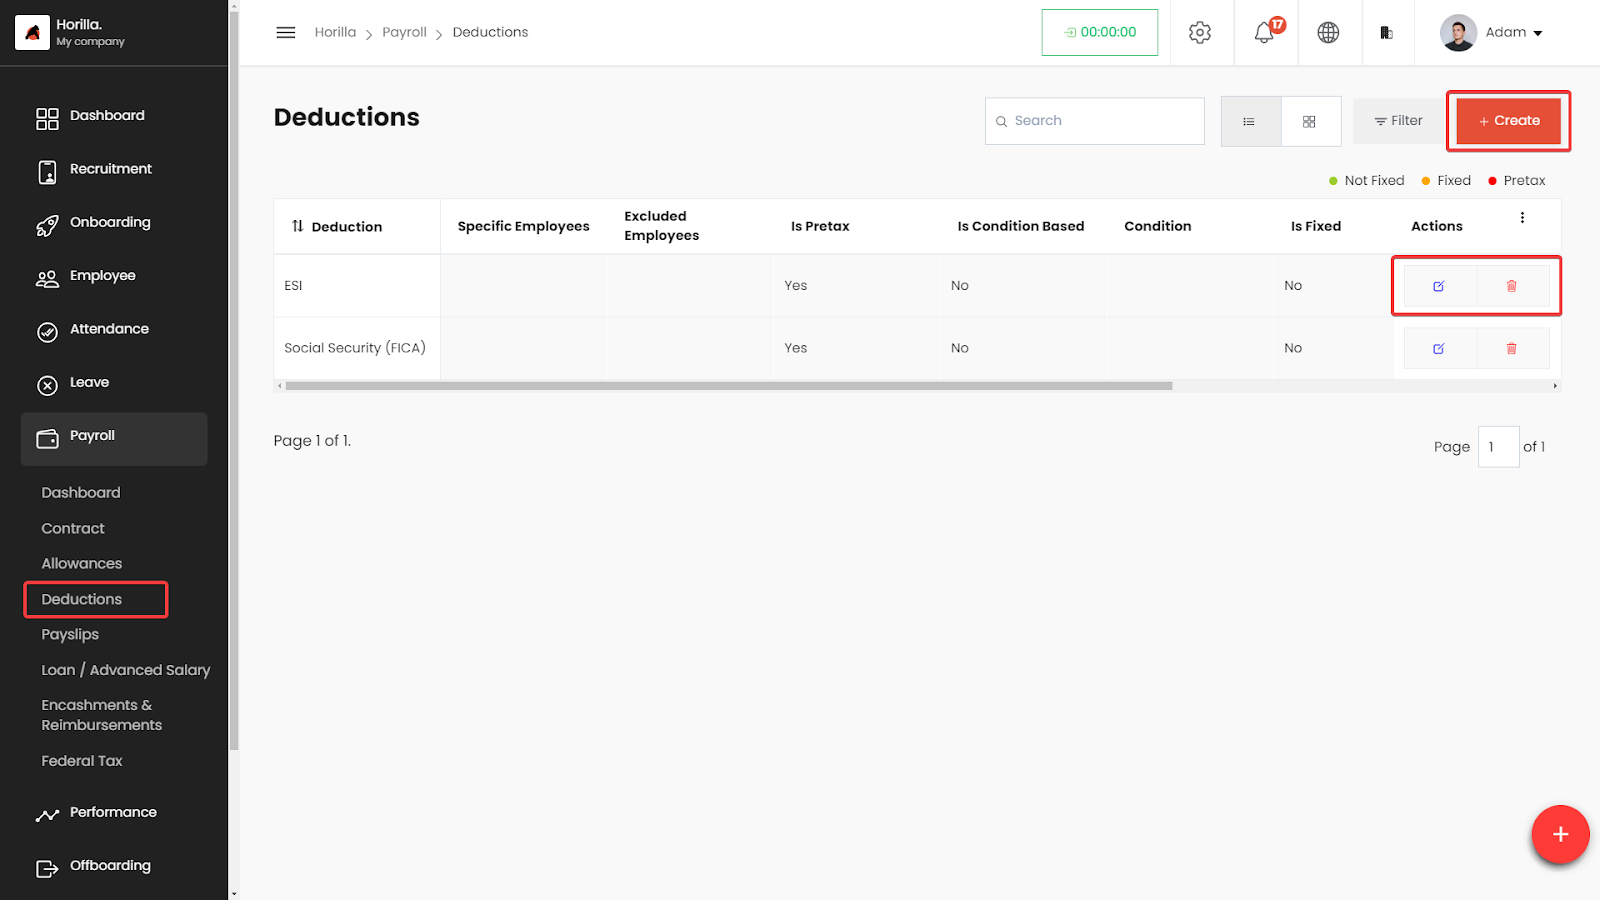 Horilla.
My company
Dashboard
Recruitment
Onboarding
Employee
Attendance
Leave
Payroll
Dashboard
Contract
Allowances
Deductions
Payslips
Loan / Advanced Salary
Encashments &
Reimbursements
Federal Tax
Performance
Offboarding
Horilla > Payroll > Deductions
00:00:00
17
Adam
Deductions
Search
Filter
+ Create
Not Fixed Fixed Pretax
Deduction Specific Employees Excluded Employees Is Pretax Is Condition Based Condition Is Fixed Actions
ESI Yes No No
Social Security (FICA) Yes No No
Page 1 of 1.
Page 1 of 1
+